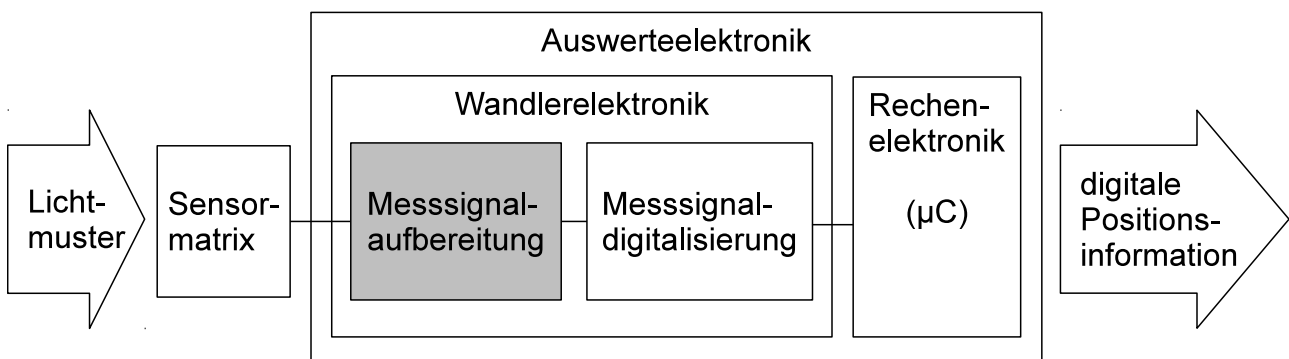 Auswerteelektronik
Wandlerelektronik
Licht-
muster
Sensor-
matrix
Messsignal-
aufbereitung
Messsignal-
digitalisierung
Rechen-
elektronik
(µC)
digitale
Positions-
information